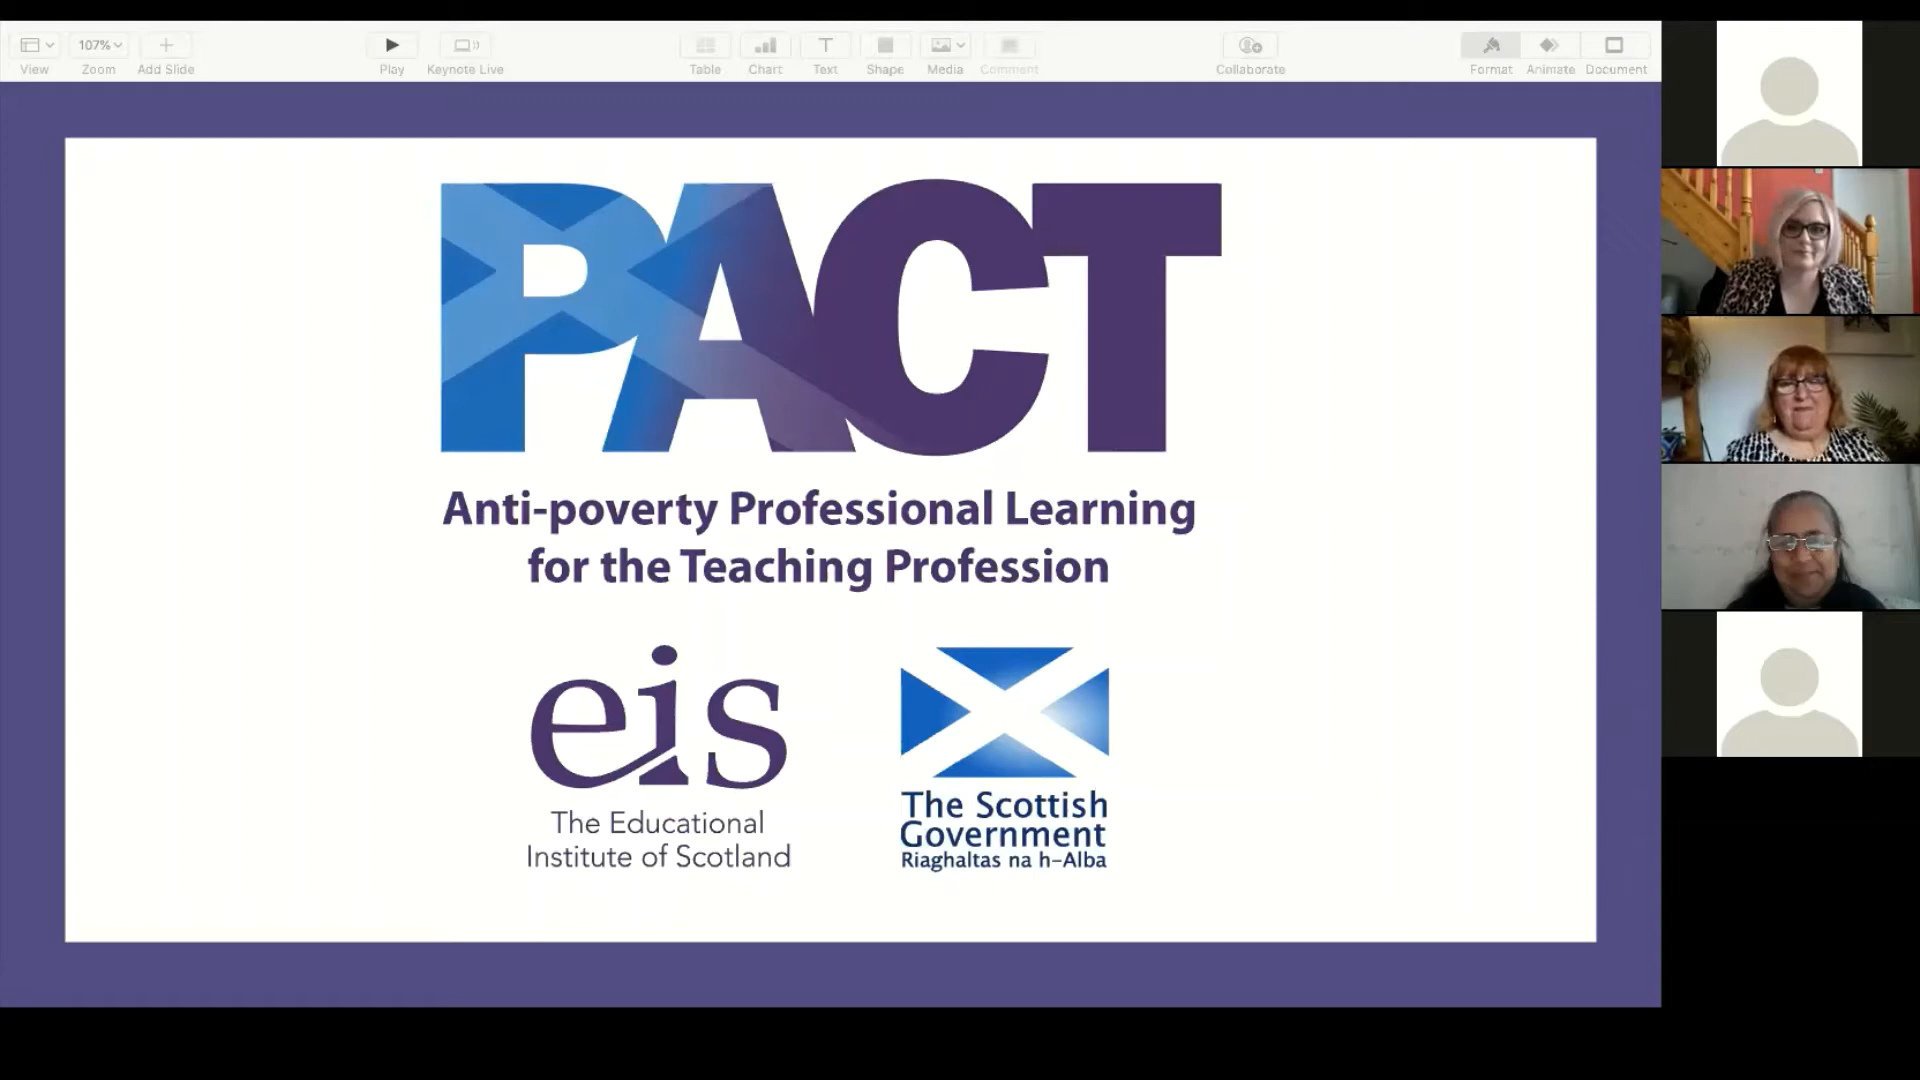 107%
View
Zoom
Add Slide
Play
Keynote Live
Table
Chart
Text
Shape
Media
Comment
Collaborate
Format
Animate
Document
PACT
Anti-poverty Professional Learning
for the Teaching Profession
eis
The Educational
Institute of Scotland
The Scottish
Government
Riaghaltas na h-Alba